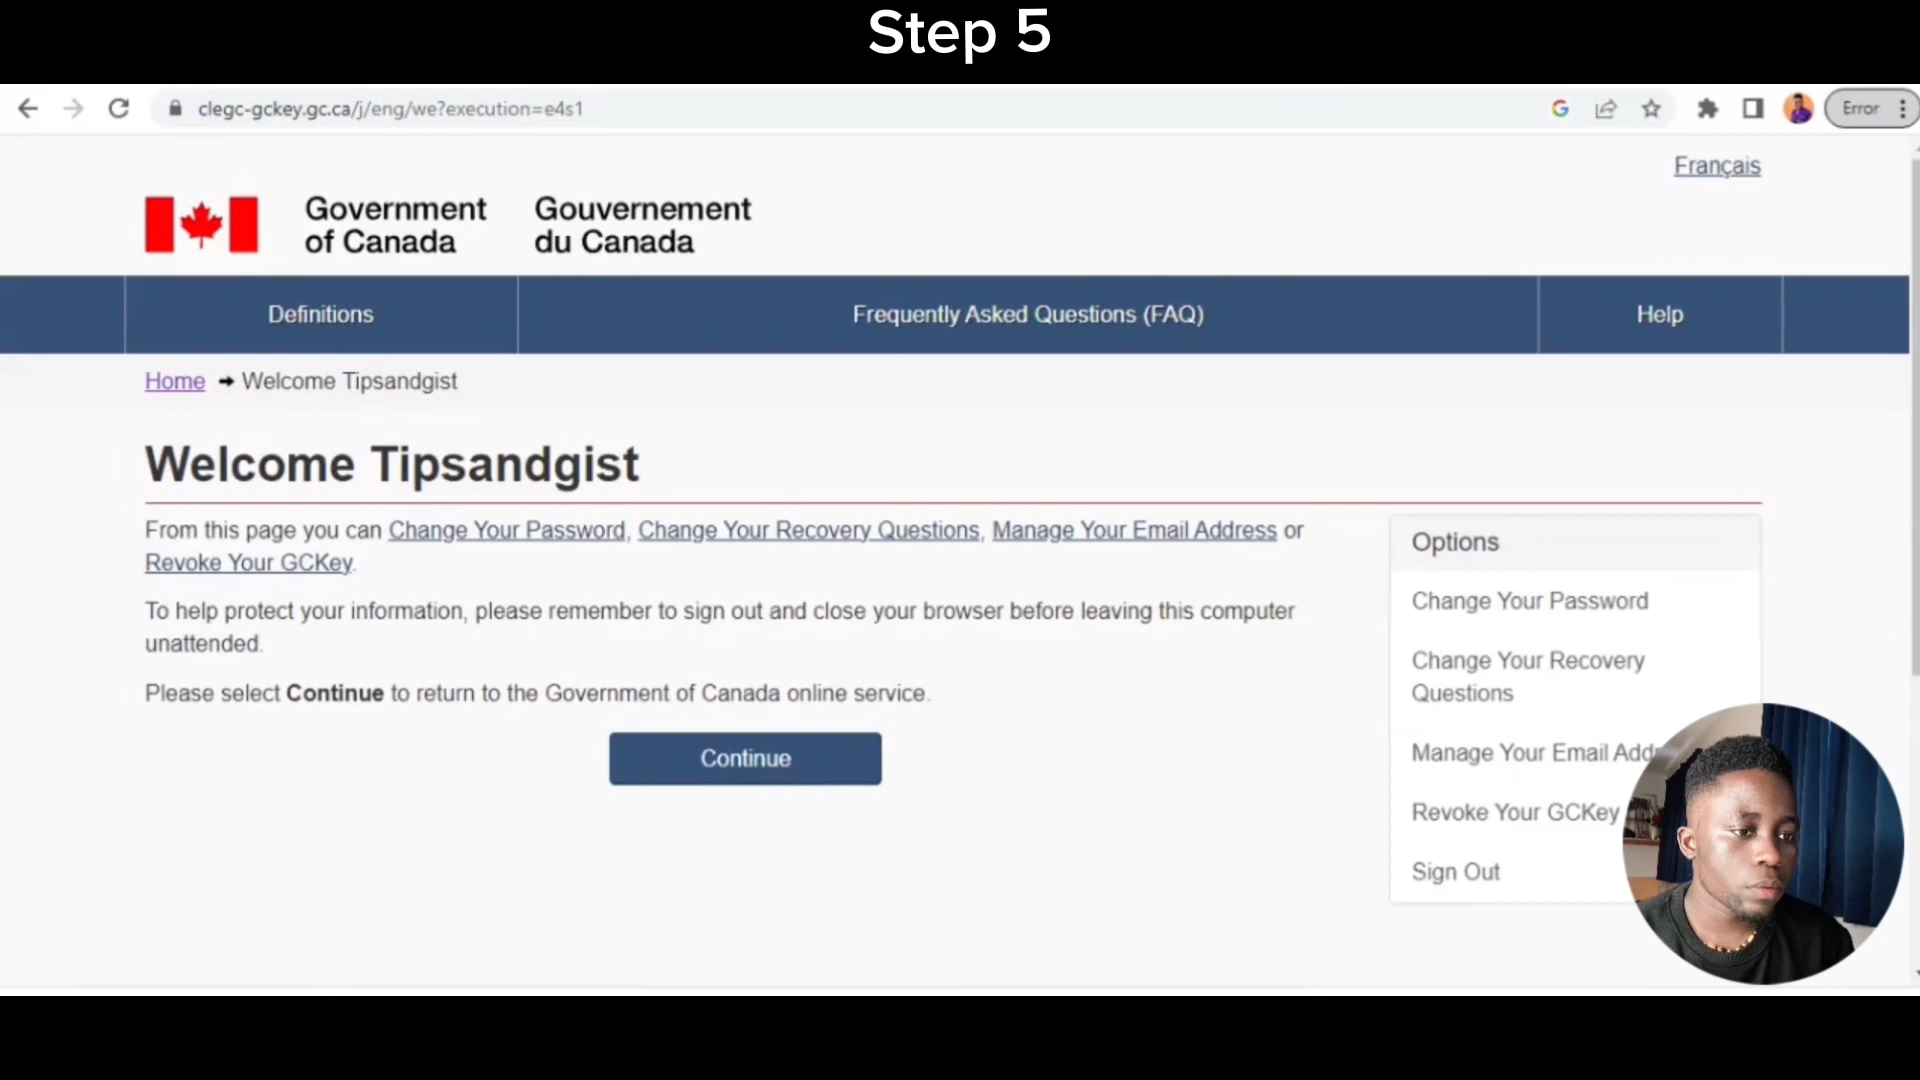 Step 5
clegc-gckey.gc.ca/j/eng/we?execution=e4s1
Error
Français
Government
of Canada
Gouvernement
du Canada
Definitions
Frequently Asked Questions (FAQ)
Help
Home ➞ Welcome Tipsandgist
Welcome Tipsandgist
From this page you can Change Your Password, Change Your Recovery Questions, Manage Your Email Address or
Revoke Your GCKey.
To help protect your information, please remember to sign out and close your browser before leaving this computer
unattended.
Please select Continue to return to the Government of Canada online service.
Continue
Options
Change Your Password
Change Your Recovery
Questions
Manage Your Email
Revoke Your GCKey
Sign Out